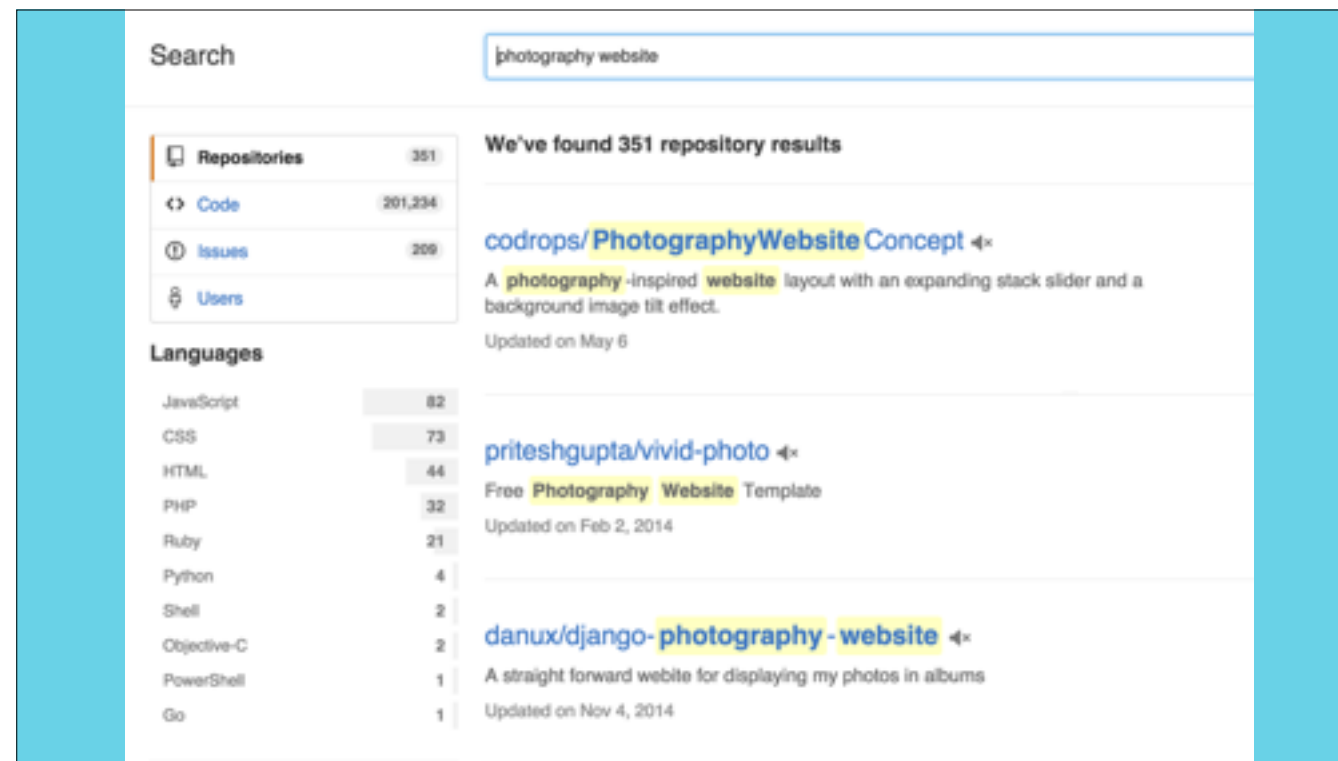 Search
photography website
Repositories 351
Code 201,234
Issues 209
Users
Languages
JavaScript 82
CSS 73
HTML 44
PHP 32
Ruby 21
Python 4
Shell 2
Objective-C 2
PowerShell 1
Go 1
We've found 351 repository results
codrops/PhotographyWebsiteConcept
A photography-inspired website layout with an expanding stack slider and a
background image tilt effect.
Updated on May 6
priteshgupta/vivid-photo
Free Photography Website Template
Updated on Feb 2, 2014
danux/django-photography-website
A straight forward webite for displaying my photos in albums
Updated on Nov 4, 2014